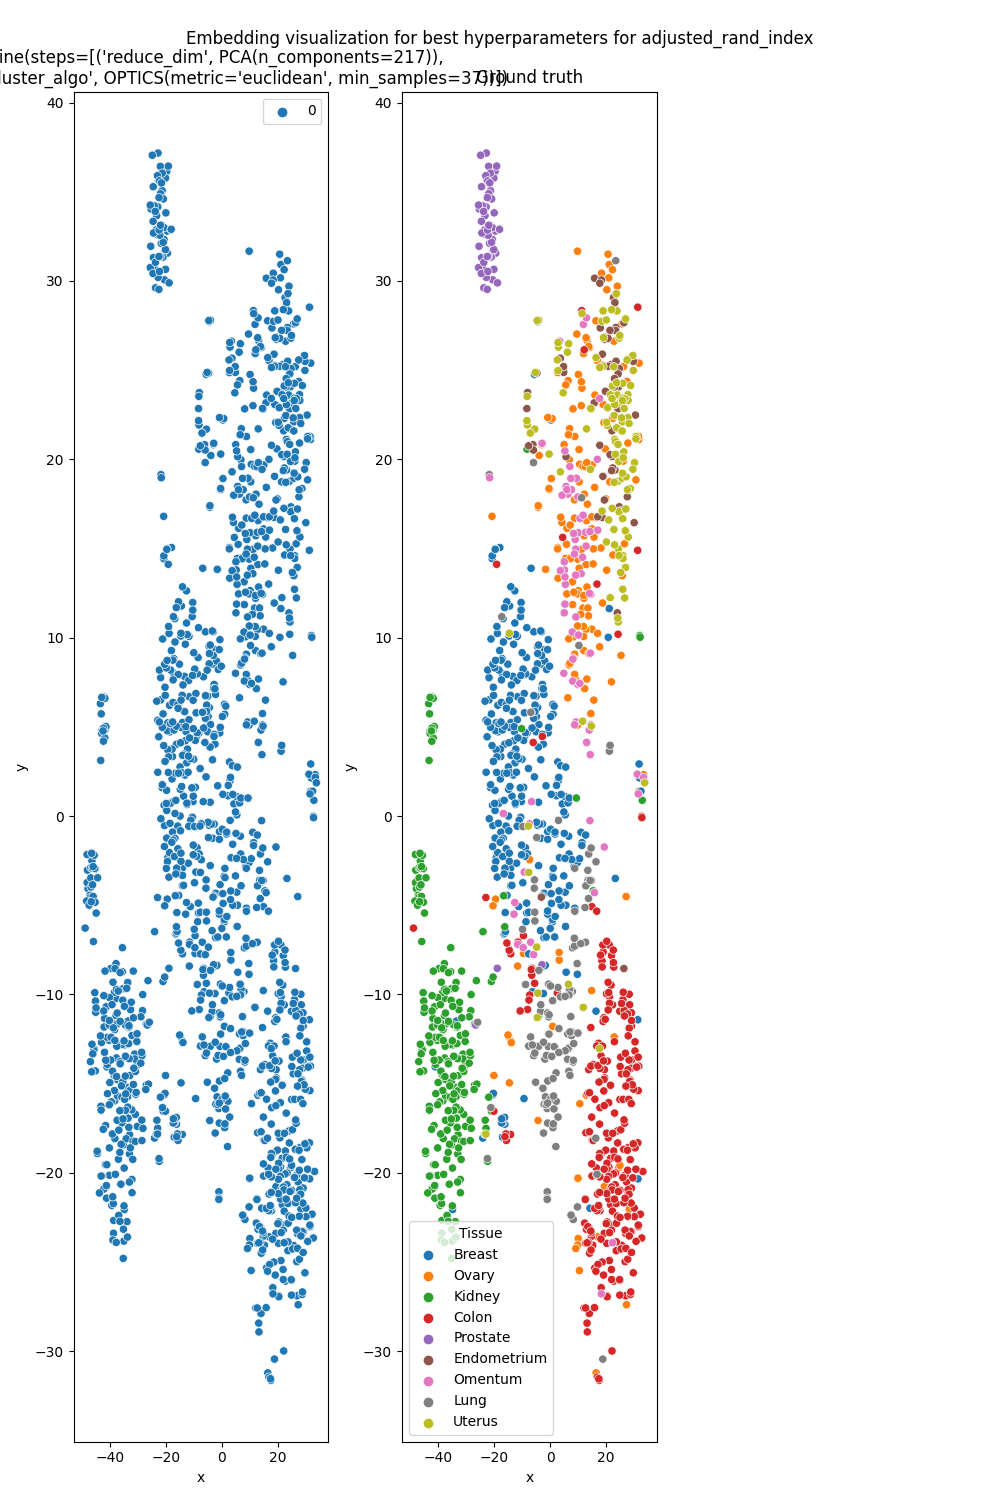 Embedding visualization for best hyperparameters for adjusted_rand_index
ine(steps=[('reduce_dim', PCA(n_components=217)),
luster_algo', OPTICS(metric='euclidean', min_samples=37))])
Ground truth
40
30
20
10
0
−10
−20
−30
y
−40
−20
0
20
x
0
40
30
20
10
0
−10
−20
−30
y
−40
−20
0
20
x
Tissue
Breast
Ovary
Kidney
Colon
Prostate
Endometrium
Omentum
Lung
Uterus